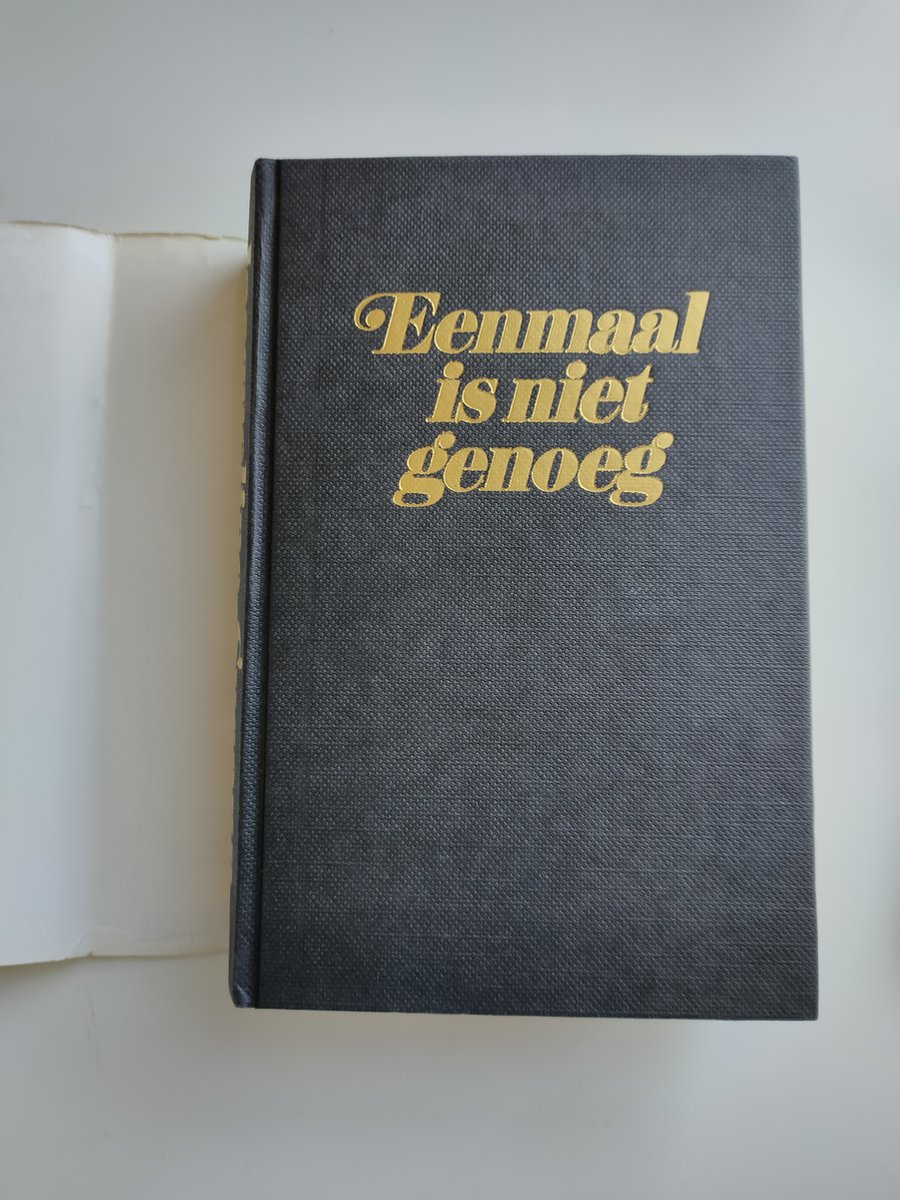 Eenmaal
is niet
genoeg